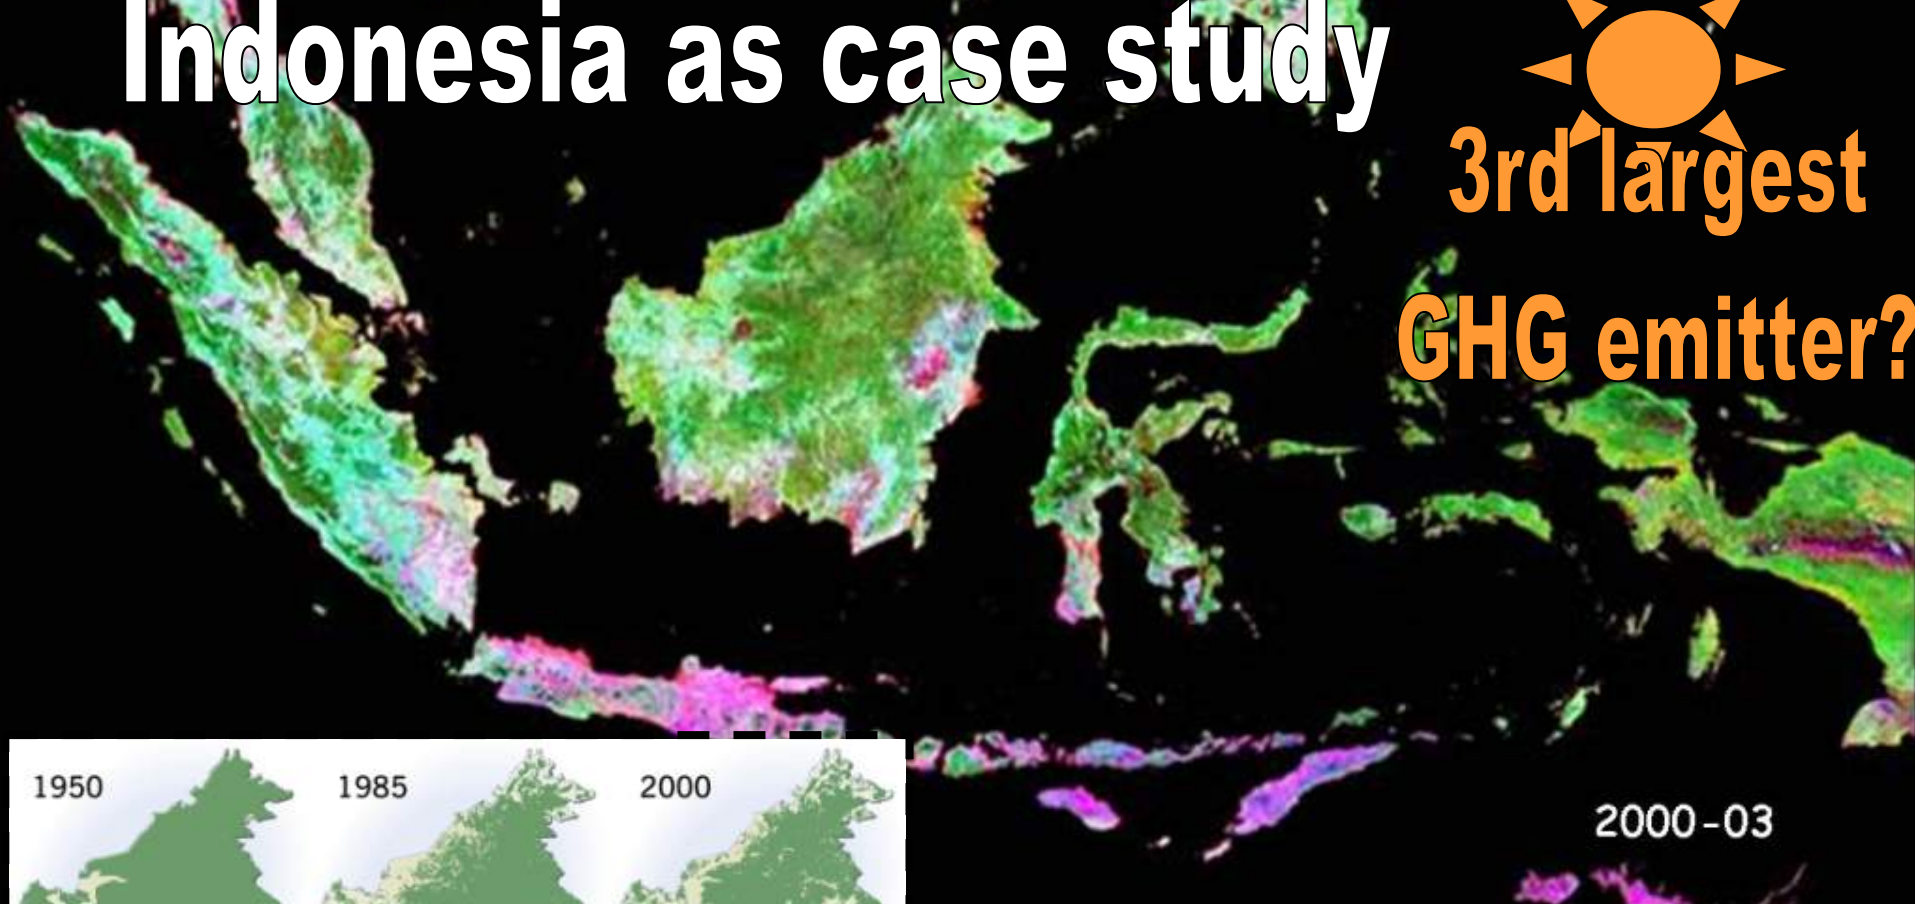 Indonesia as case study
3rd largest
GHG emitter?
1950
1985
2000
2000-03